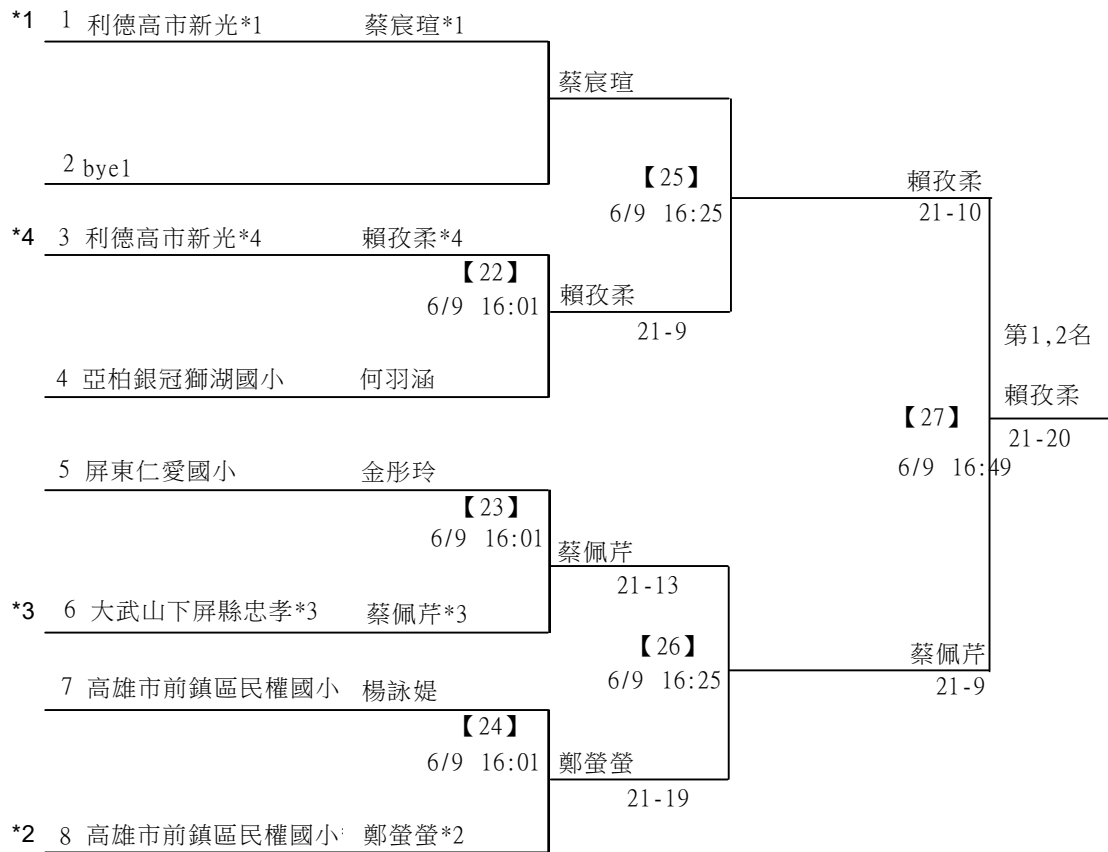 *1 1 利德高市新光*1 蔡宸瑄*1
蔡宸瑄
2 bye1
【25】
賴孜柔
6/9 16:25
21-10
*4 3 利德高市新光*4 賴孜柔*4
【22】
賴孜柔
6/9 16:01
21-9
第1,2名
4 亞柏銀冠獅湖國小 何羽涵
賴孜柔
【27】
21-20
6/9 16:49
5 屏東仁愛國小 金彤玲
【23】
6/9 16:01
蔡佩芹
21-13
*3 6 大武山下屏縣忠孝*3 蔡佩芹*3
【26】
蔡佩芹
6/9 16:25
21-9
7 高雄市前鎮區民權國小 楊詠媞
【24】
6/9 16:01
鄭螢螢
21-19
*2 8 高雄市前鎮區民權國小 鄭螢螢*2